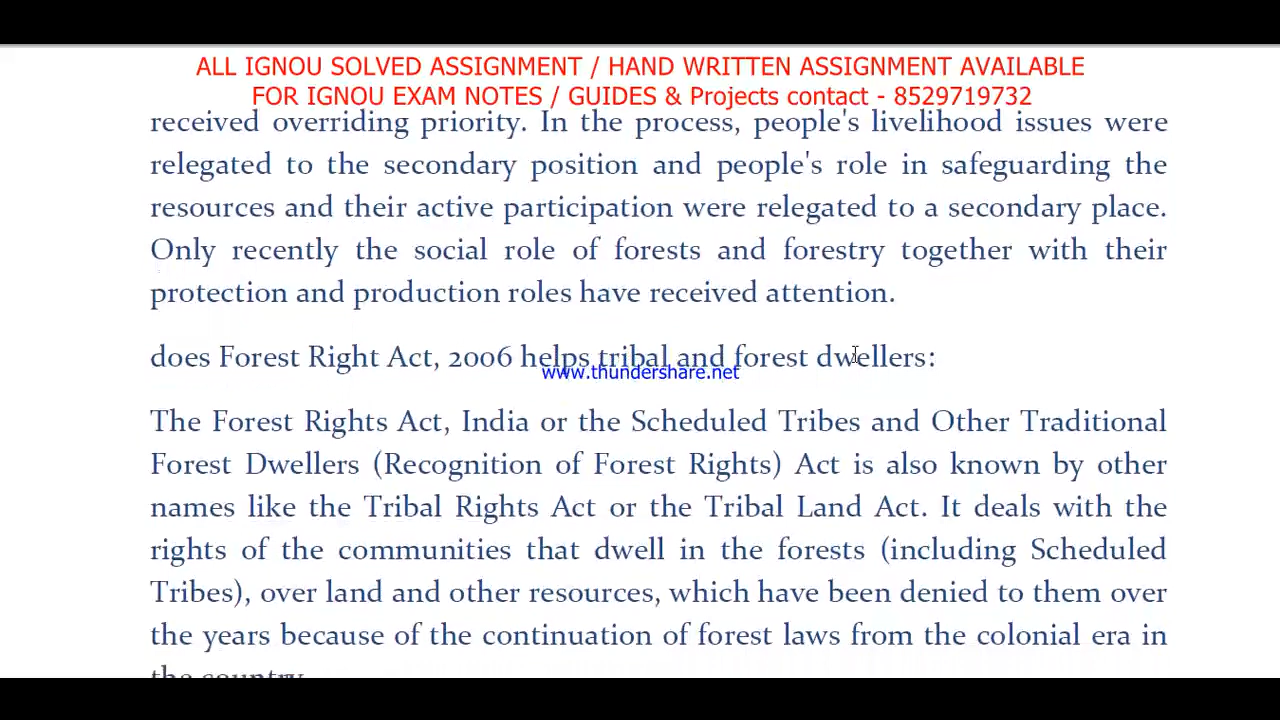 ALL IGNOU SOLVED ASSIGNMENT / HAND WRITTEN ASSIGNMENT AVAILABLE
FOR IGNOU EXAM NOTES / GUIDES & Projects contact - 8529719732
received overriding priority. In the process, people's livelihood issues were
relegated to the secondary position and people's role in safeguarding the
resources and their active participation were relegated to a secondary place.
Only recently the social role of forests and forestry together with their
protection and production roles have received attention.
does Forest Right Act, 2006 helps tribal and forest dwellers:
www.thundershare.net
The Forest Rights Act, India or the Scheduled Tribes and Other Traditional
Forest Dwellers (Recognition of Forest Rights) Act is also known by other
names like the Tribal Rights Act or the Tribal Land Act. It deals with the
rights of the communities that dwell in the forests (including Scheduled
Tribes), over land and other resources, which have been denied to them over
the years because of the continuation of forest laws from the colonial era in
the country.